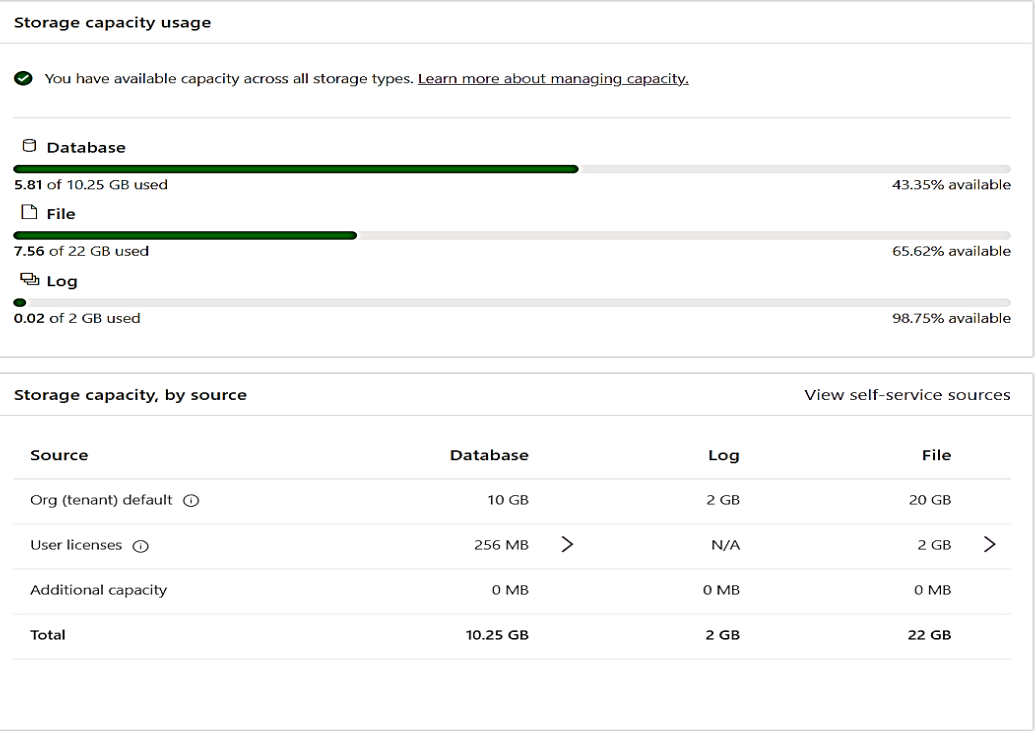 Storage capacity usage
You have available capacity across all storage types. Learn more about managing capacity.
Database
5.81 of 10.25 GB used 43.35% available
File
7.56 of 22 GB used 65.62% available
Log
0.02 of 2 GB used 98.75% available
Storage capacity, by source View self-service sources
Source Database Log File
Org (tenant) default 10 GB 2 GB 20 GB
User licenses 256 MB N/A 2 GB
Additional capacity 0 MB 0 MB 0 MB
Total 10.25 GB 2 GB 22 GB